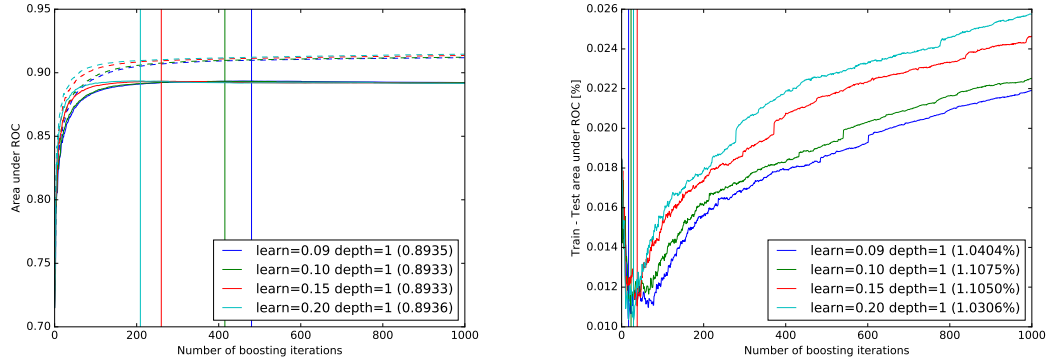 0.95
0.90
0.85
0.80
0.75
0.70
Area under ROC
0 200 400 600 800 1000
Number of boosting iterations
learn=0.09 depth=1 (0.8935)
learn=0.10 depth=1 (0.8933)
learn=0.15 depth=1 (0.8933)
learn=0.20 depth=1 (0.8936)
0.026
0.024
0.022
0.020
0.018
0.016
0.014
0.012
0.010
Train - Test area under ROC [%]
0 200 400 600 800 1000
Number of boosting iterations
learn=0.09 depth=1 (1.0404%)
learn=0.10 depth=1 (1.1075%)
learn=0.15 depth=1 (1.1050%)
learn=0.20 depth=1 (1.0306%)